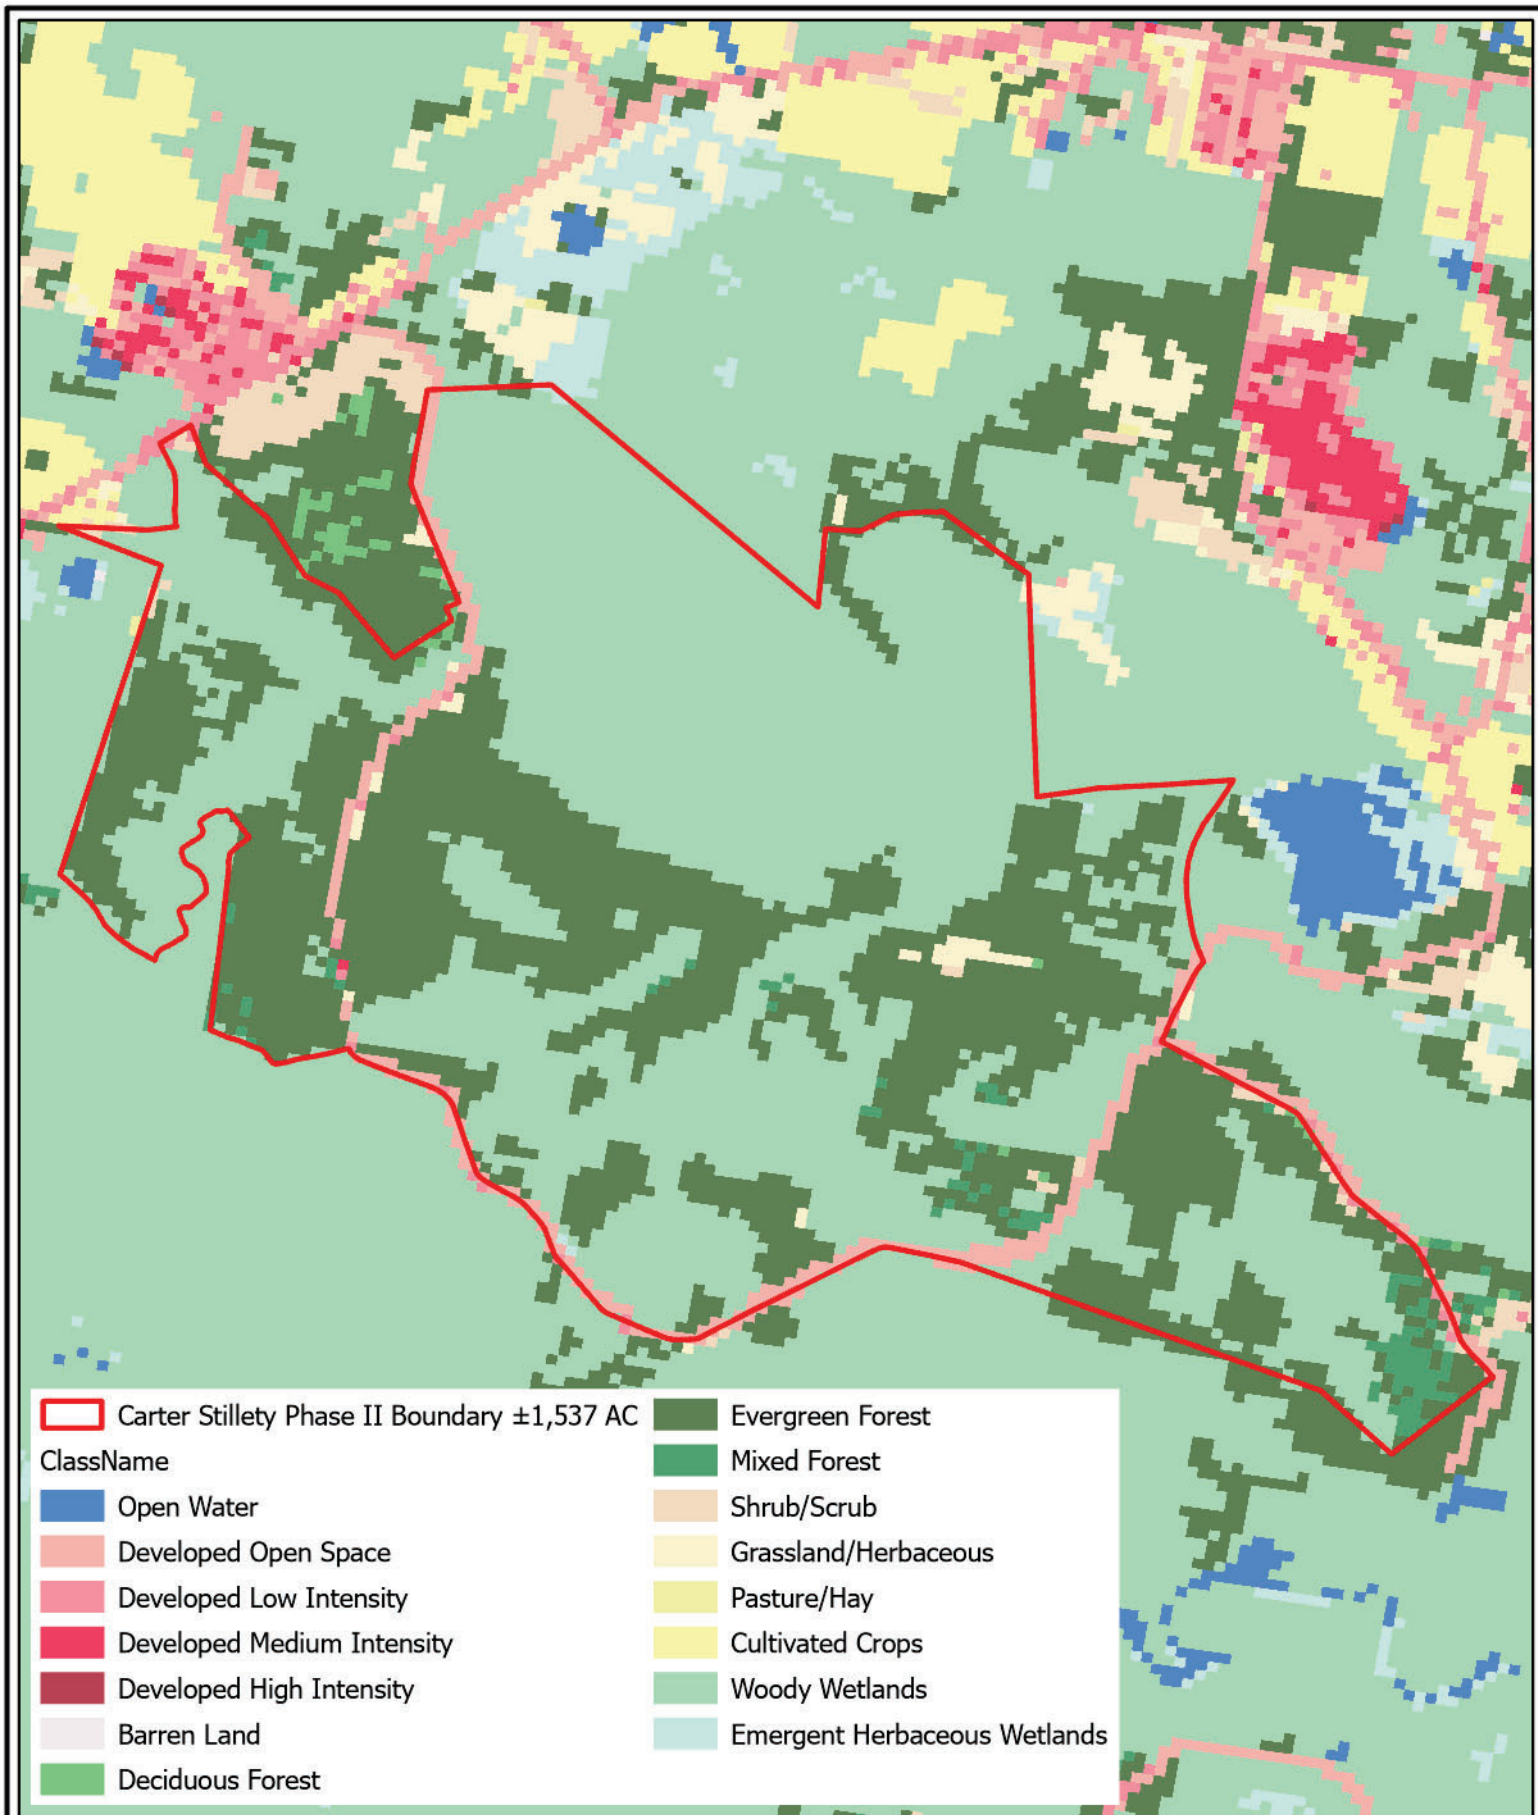 Carter Stillety Phase II Boundary ±1,537 AC
ClassName
Open Water
Developed Open Space
Developed Low Intensity
Developed Medium Intensity
Developed High Intensity
Barren Land
Deciduous Forest
Evergreen Forest
Mixed Forest
Shrub/Scrub
Grassland/Herbaceous
Pasture/Hay
Cultivated Crops
Woody Wetlands
Emergent Herbaceous Wetlands